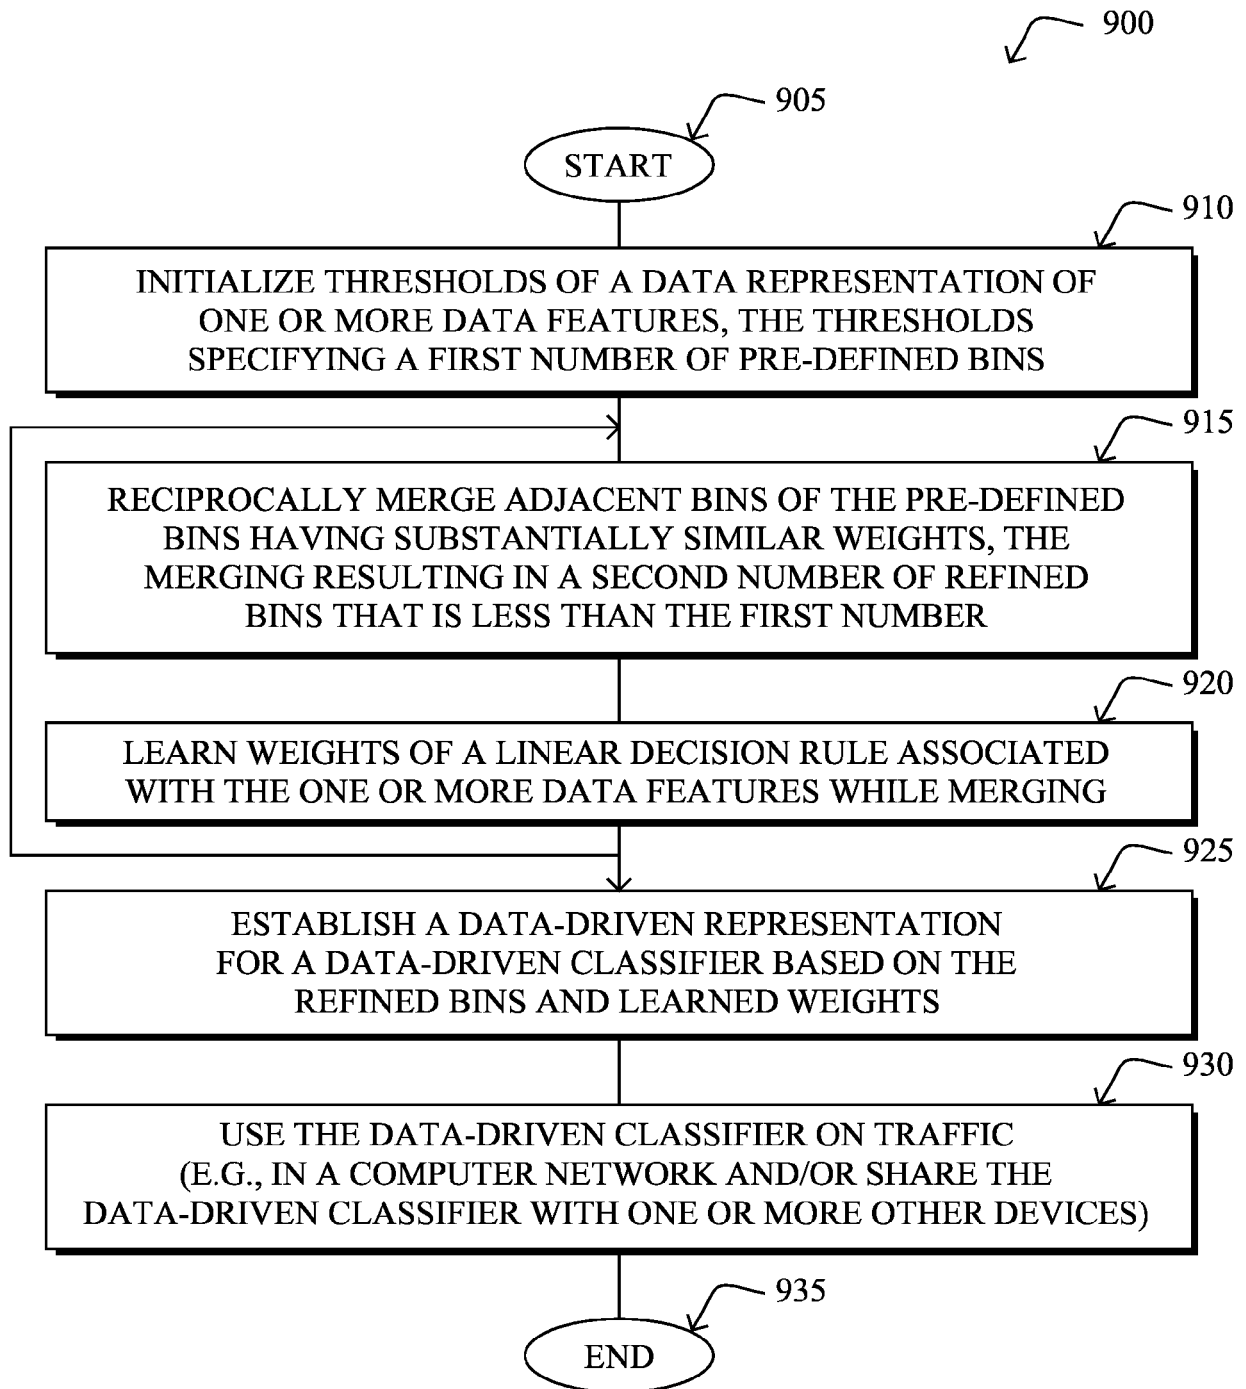 900
905
START
910
INITIALIZE THRESHOLDS OF A DATA REPRESENTATION OF
ONE OR MORE DATA FEATURES, THE THRESHOLDS
SPECIFYING A FIRST NUMBER OF PRE-DEFINED BINS
915
RECIPROCALLY MERGE ADJACENT BINS OF THE PRE-DEFINED
BINS HAVING SUBSTANTIALLY SIMILAR WEIGHTS, THE
MERGING RESULTING IN A SECOND NUMBER OF REFINED
BINS THAT IS LESS THAN THE FIRST NUMBER
920
LEARN WEIGHTS OF A LINEAR DECISION RULE ASSOCIATED
WITH THE ONE OR MORE DATA FEATURES WHILE MERGING
925
ESTABLISH A DATA-DRIVEN REPRESENTATION
FOR A DATA-DRIVEN CLASSIFIER BASED ON THE
REFINED BINS AND LEARNED WEIGHTS
930
USE THE DATA-DRIVEN CLASSIFIER ON TRAFFIC
(E.G., IN A COMPUTER NETWORK AND/OR SHARE THE
DATA-DRIVEN CLASSIFIER WITH ONE OR MORE OTHER DEVICES)
935
END